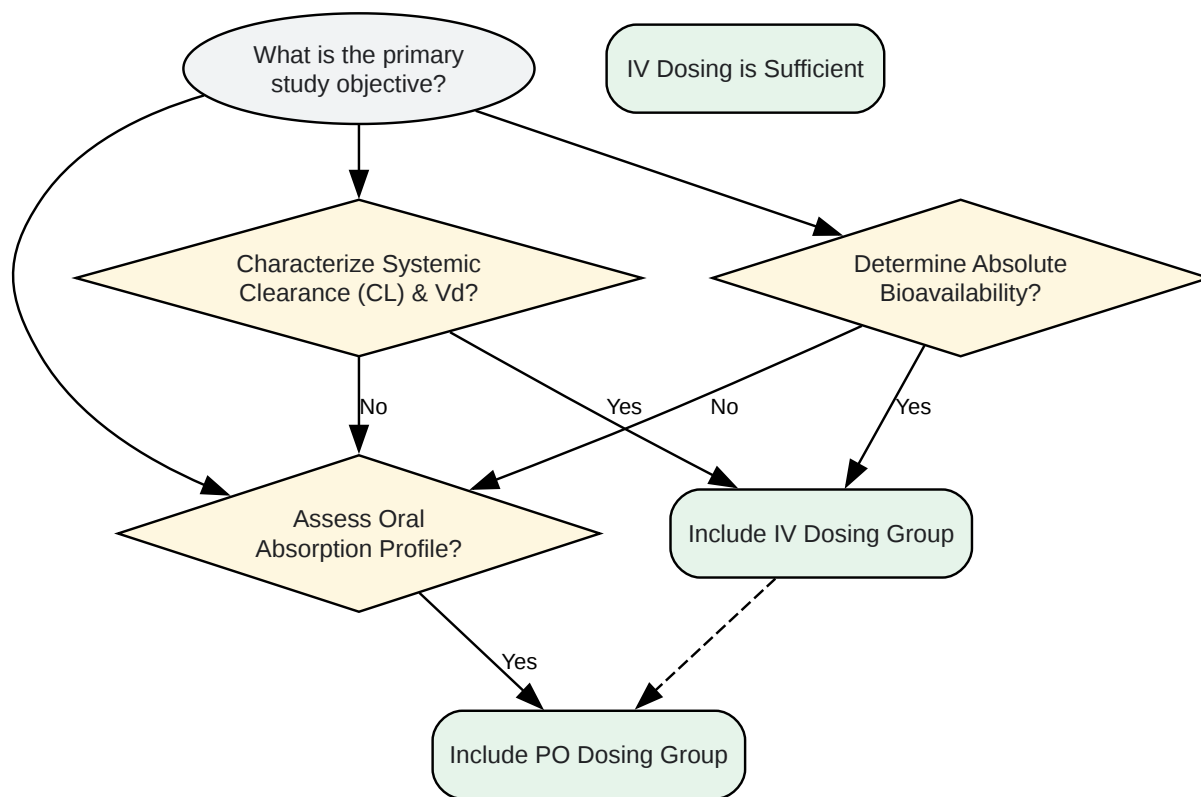 What is the primary
study objective?
IV Dosing is Sufficient
Characterize Systemic
Clearance (CL) & Vd?
Determine Absolute
Bioavailability?
No
Yes
No
Yes
Assess Oral
Absorption Profile?
Include IV Dosing Group
Yes
Include PO Dosing Group